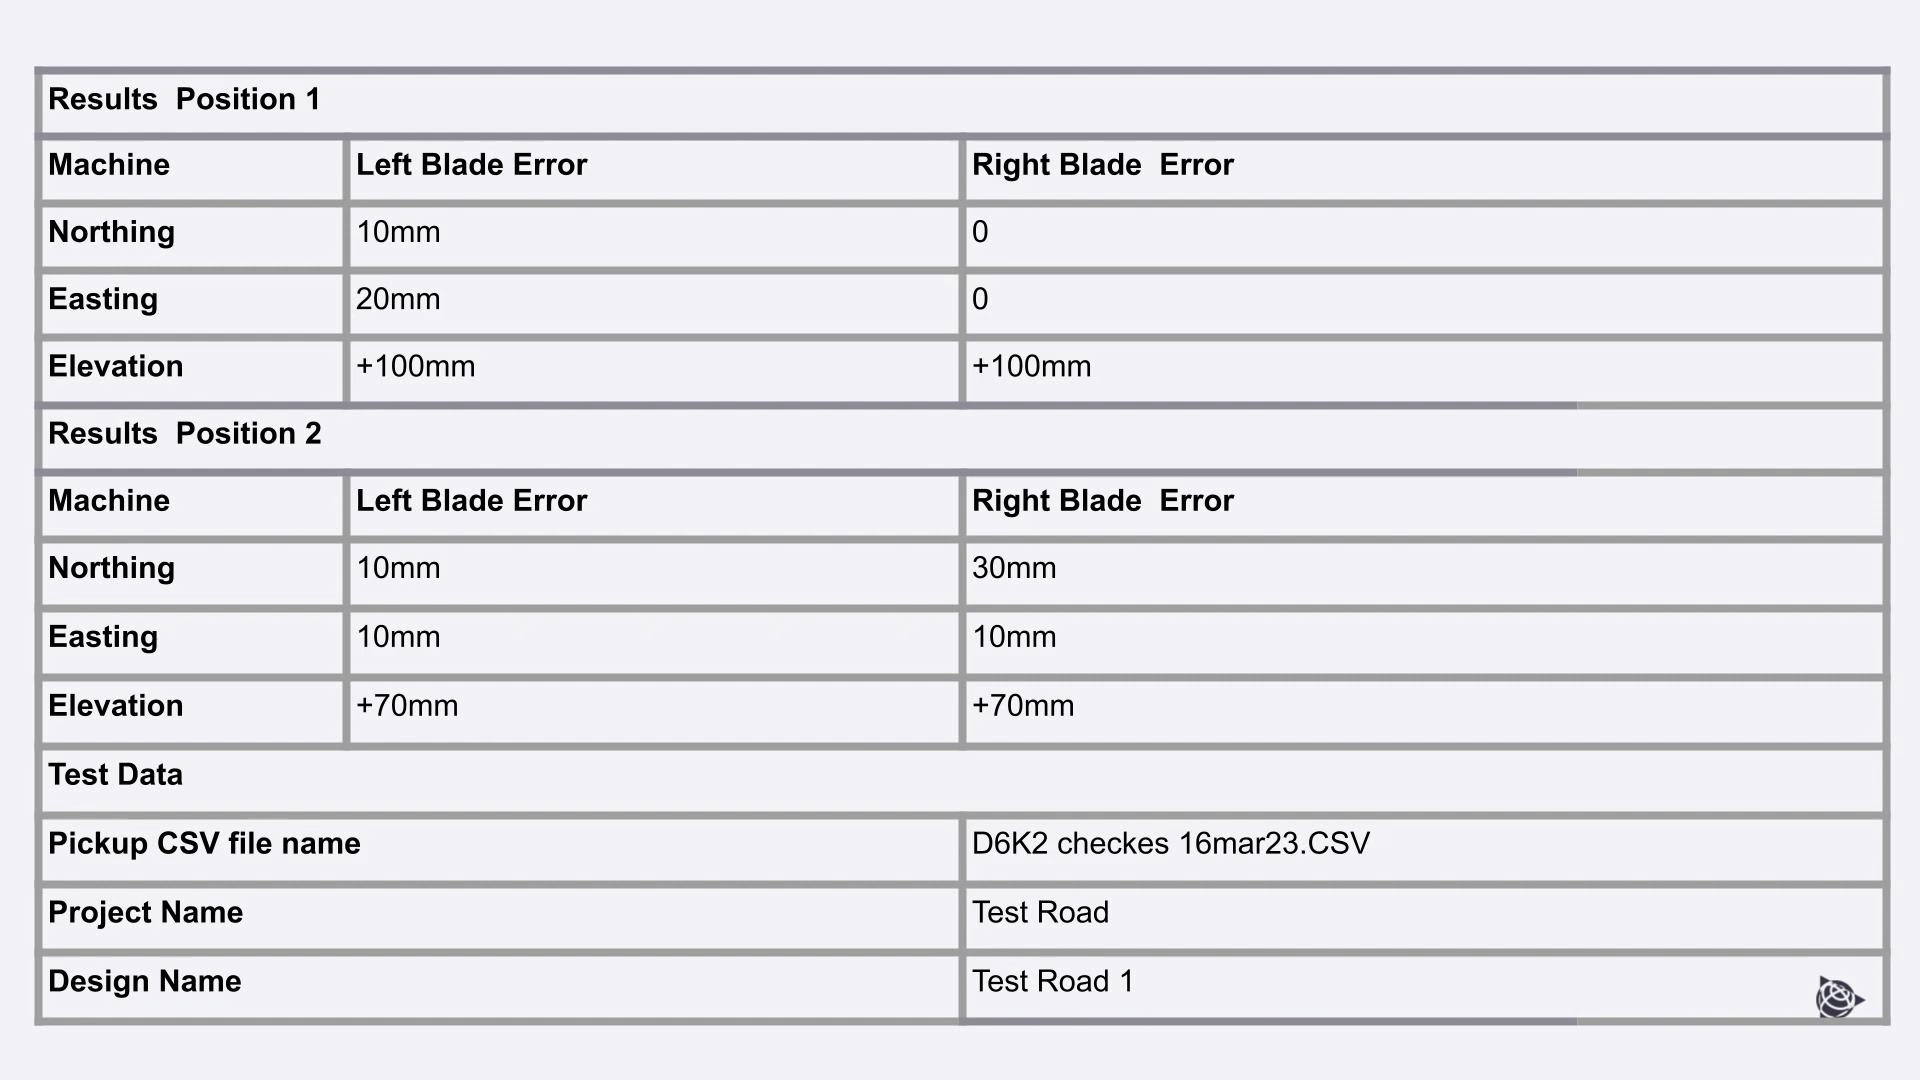 Results  Position 1
Machine Left Blade Error Right Blade  Error
Northing 10mm 0
Easting 20mm 0
Elevation +100mm +100mm
Results  Position 2
Machine Left Blade Error Right Blade  Error
Northing 10mm 30mm
Easting 10mm 10mm
Elevation +70mm +70mm
Test Data
Pickup CSV file name D6K2 checkes 16mar23.CSV
Project Name Test Road
Design Name Test Road 1